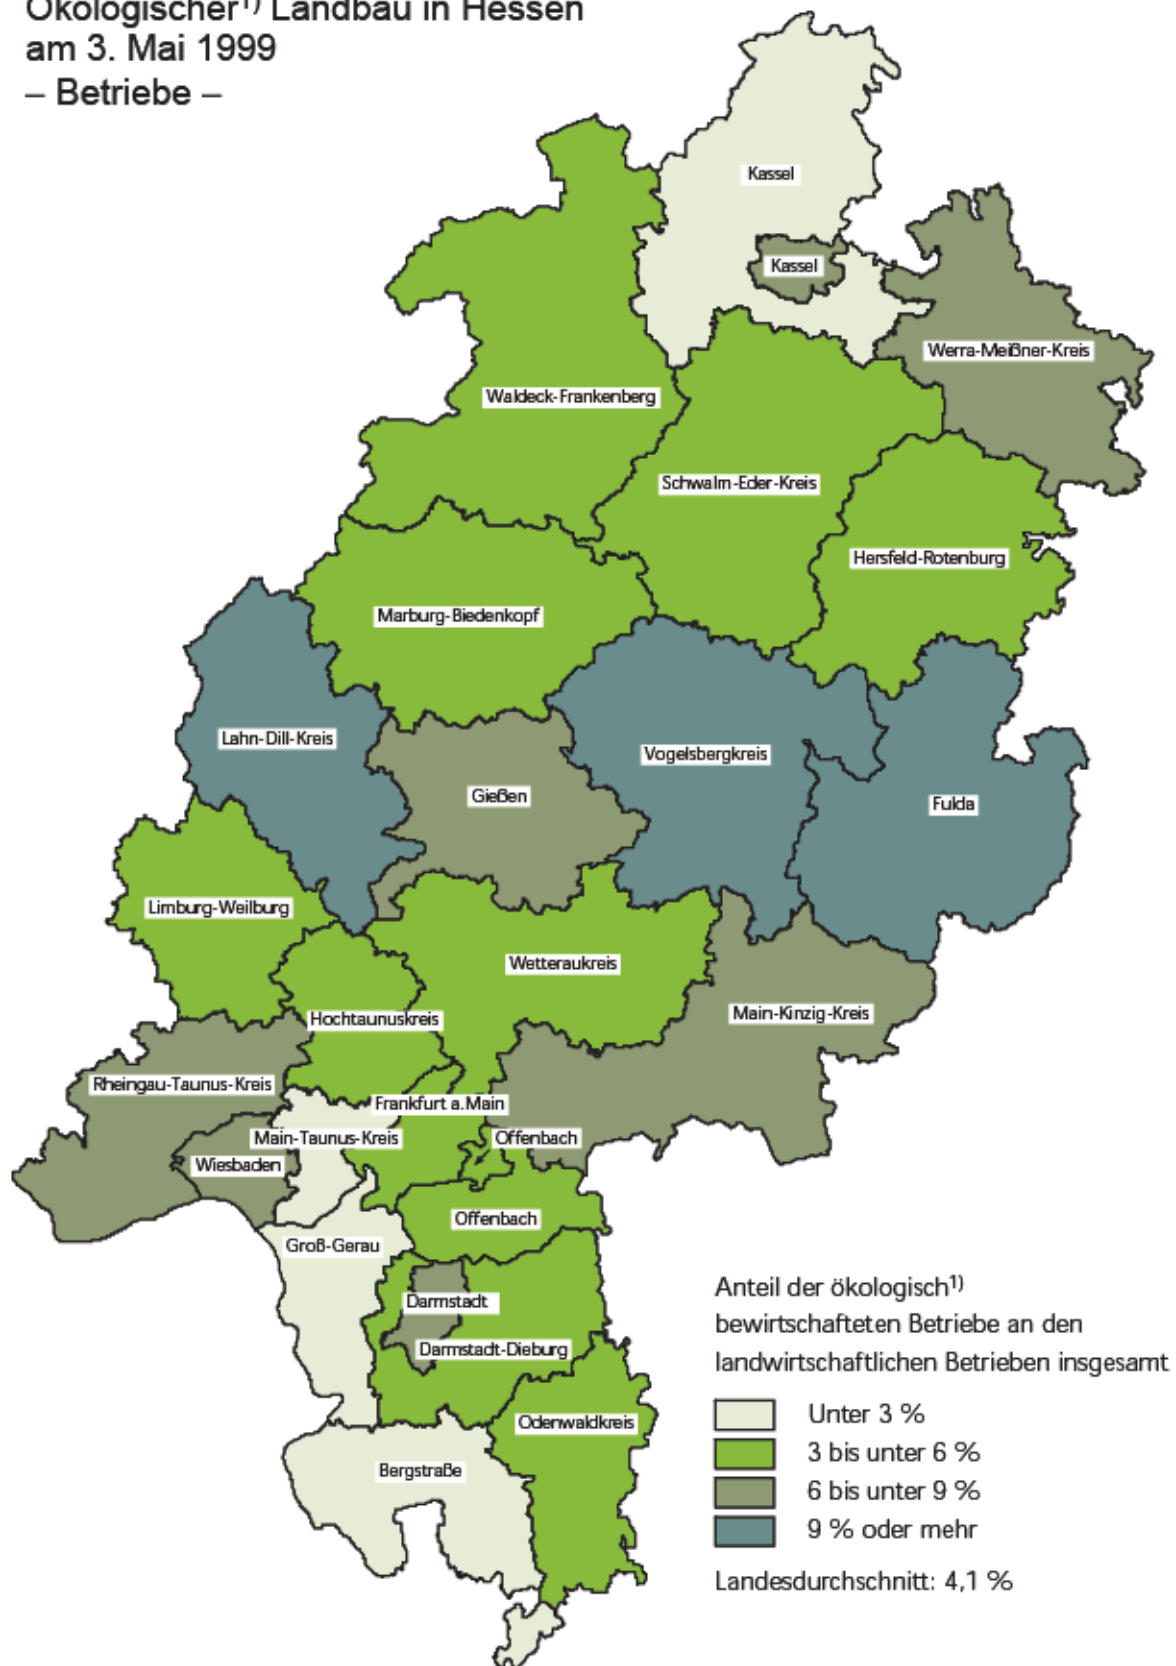 Ökologischer¹⁾ Landbau in Hessen
am 3. Mai 1999
– Betriebe –
Kassel
Kassel
Werra-Meißner-Kreis
Waldeck-Frankenberg
Schwalm-Eder-Kreis
Hersfeld-Rotenburg
Marburg-Biedenkopf
Lahn-Dill-Kreis
Vogelsbergkreis
Gießen
Fulda
Limburg-Weilburg
Wetteraukreis
Main-Kinzig-Kreis
Hochtaunuskreis
Rheingau-Taunus-Kreis
Frankfurt a.Main
Main-Taunus-Kreis
Offenbach
Wiesbaden
Offenbach
Groß-Gerau
Darmstadt
Darmstadt-Dieburg
Odenwaldkreis
Bergstraße
Anteil der ökologisch¹⁾
bewirtschafteten Betriebe an den
landwirtschaftlichen Betrieben insgesamt
Unter 3 %
3 bis unter 6 %
6 bis unter 9 %
9 % oder mehr
Landesdurchschnitt: 4,1 %